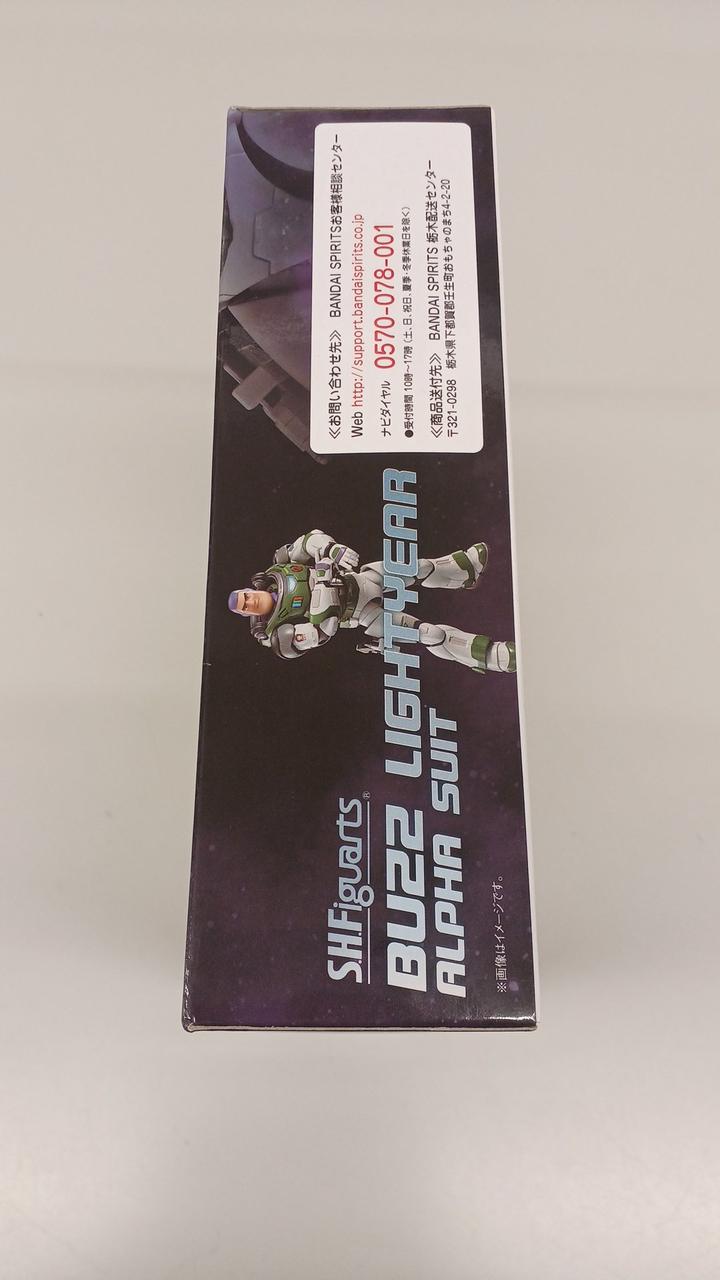 S.H.Figuarts®
BUZZ LIGHTYEAR
ALPHA SUIT
※画像はイメージです。
≪お問い合わせ先≫ BANDAI SPIRITSお客様相談センター
Web http://support.bandaispirits.co.jp
ナビダイヤル 0570-078-001
●受付時間 10時～17時（土、日、祝日、夏季・冬季休業日を除く）
≪商品送付先≫ BANDAI SPIRITS 栃木配送センター
〒321-0298 栃木県下都賀郡壬生町おもちゃのまち4-2-20